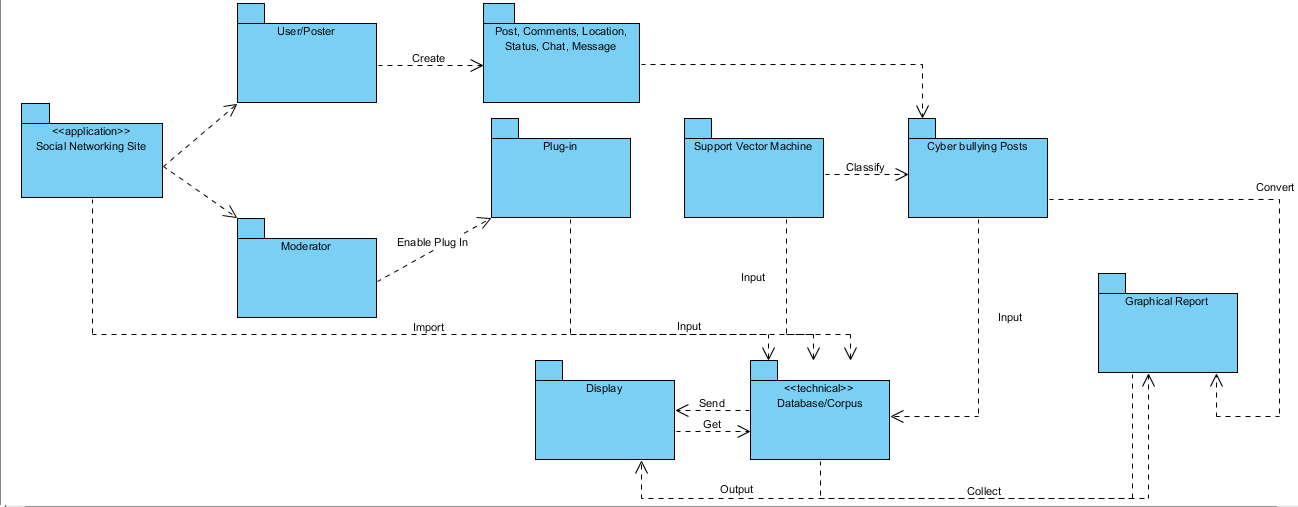 User/Poster
Post, Comments, Location,
Status, Chat, Message
Create
<<application>>
Social Networking Site
Plug-in
Support Vector Machine
Classify
Cyber bullying Posts
Convert
Moderator
Enable Plug In
Input
Graphical Report
Input
Import
Input
Display
<<technical>>
Database/Corpus
Send
Get
Output
Collect